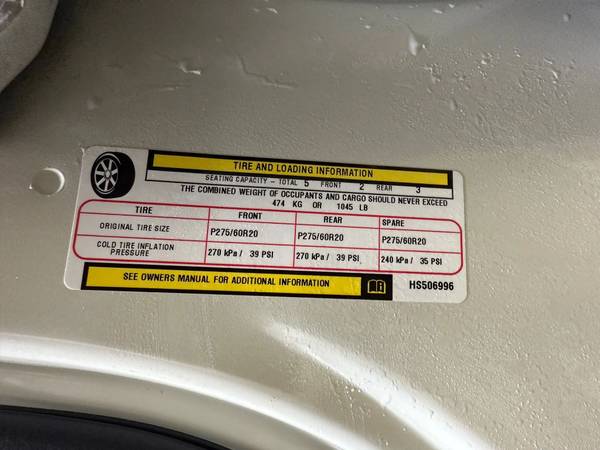 TIRE AND LOADING INFORMATION
SEATING CAPACITY - TOTAL 5 FRONT 2 REAR 3
THE COMBINED WEIGHT OF OCCUPANTS AND CARGO SHOULD NEVER EXCEED
474 KG OR 1045 LB
TIRE FRONT REAR SPARE
ORIGINAL TIRE SIZE P275/60R20 P275/60R20 P275/60R20
COLD TIRE INFLATION
PRESSURE 270 kPa / 39 PSI 270 kPa / 39 PSI 240 kPa / 35 PSI
SEE OWNERS MANUAL FOR ADDITIONAL INFORMATION
HS506996